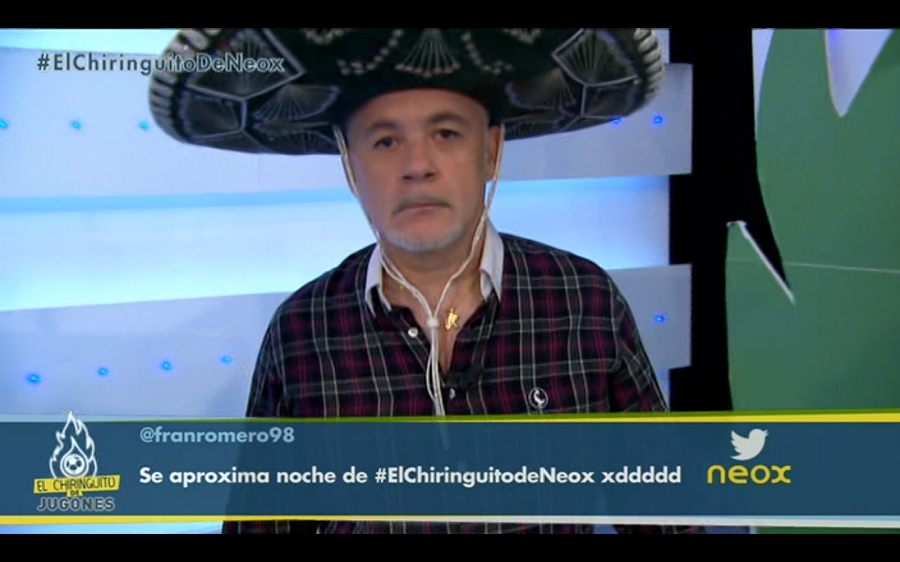 #ElChiringuitoDeNeox
@franromero98
Se aproxima noche de #ElChiringuitodeNeox xddddd
neox
EL CHIRINGUITO
DE
JUGONES